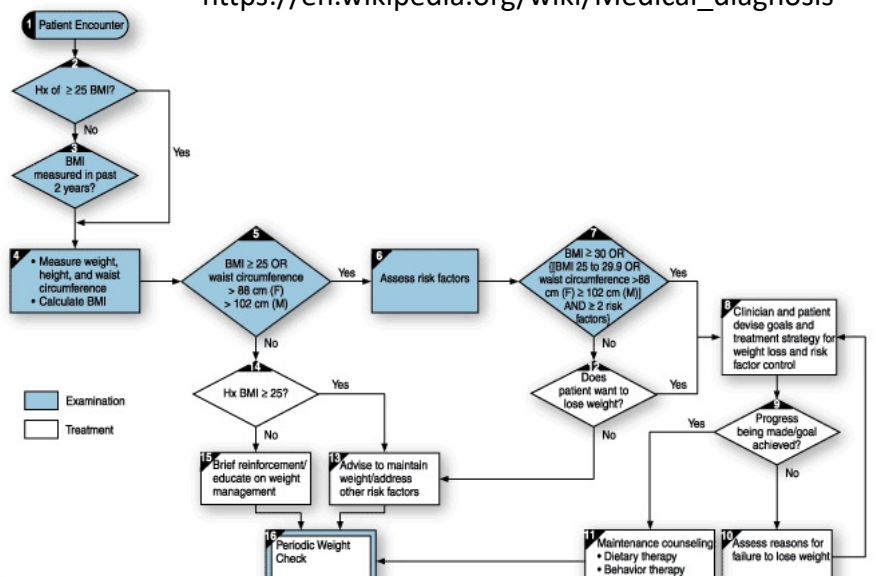 https://en.wikipedia.org/wiki/Medical_diagnosis
1 Patient Encounter
2
Hx of ≥ 25 BMI?
No
Yes
3
BMI
measured in past
2 years?
4
• Measure weight,
height, and waist
circumference
• Calculate BMI
5
BMI ≥ 25 OR
waist circumference
> 88 cm (F)
> 102 cm (M)
Yes
No
6
Assess risk factors
7
BMI ≥ 30 OR
{[BMI 25 to 29.9 OR
waist circumference >88
cm (F) ≥ 102 cm (M)]
AND ≥ 2 risk
factors}
Yes
No
8
Clinician and patient
devise goals and
treatment strategy for
weight loss and risk
factor control
12
Does
patient want to
lose weight?
Yes
No
9
Progress
being made/goal
achieved?
Yes
No
14
Hx BMI ≥ 25?
Yes
No
Examination
Treatment
15
Brief reinforcement/
educate on weight
management
13
Advise to maintain
weight/address
other risk factors
16
Periodic Weight
Check
11
Maintenance counseling
• Dietary therapy
• Behavior therapy
10
Assess reasons for
failure to lose weight